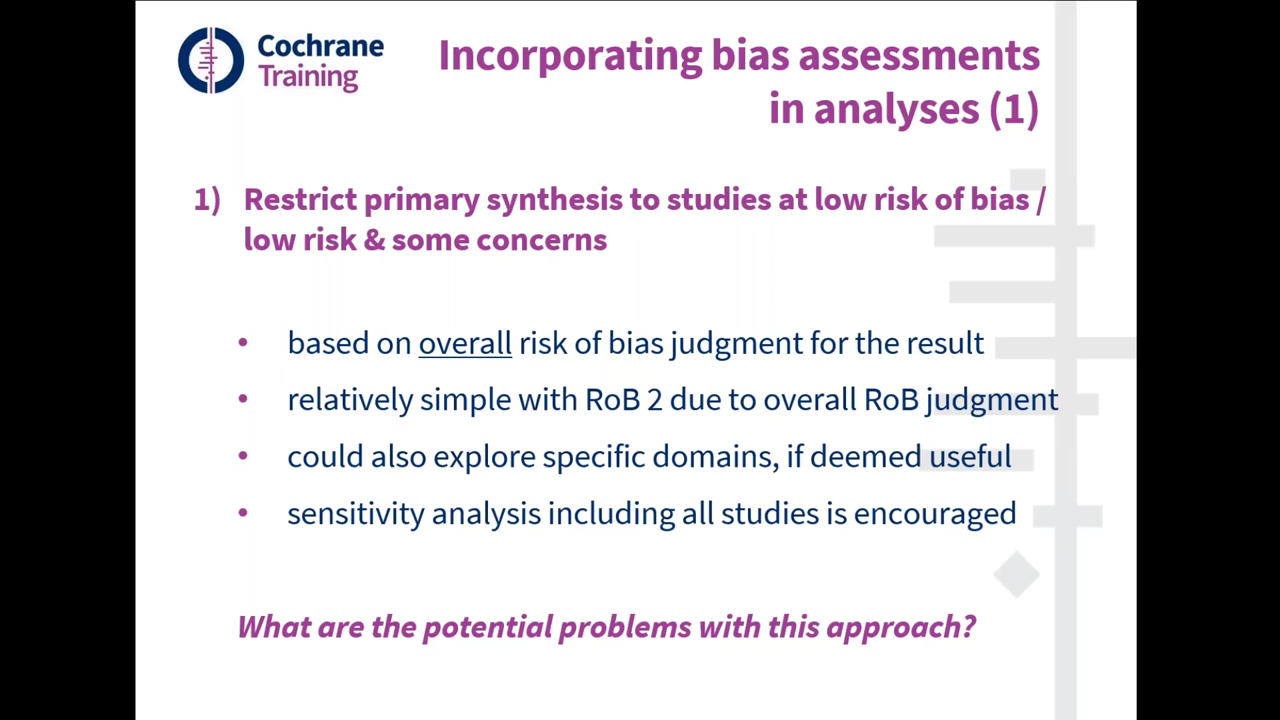 Cochrane
Training
Incorporating bias assessments
in analyses (1)
1) Restrict primary synthesis to studies at low risk of bias /
low risk & some concerns
• based on overall risk of bias judgment for the result
• relatively simple with RoB 2 due to overall RoB judgment
• could also explore specific domains, if deemed useful
• sensitivity analysis including all studies is encouraged
What are the potential problems with this approach?